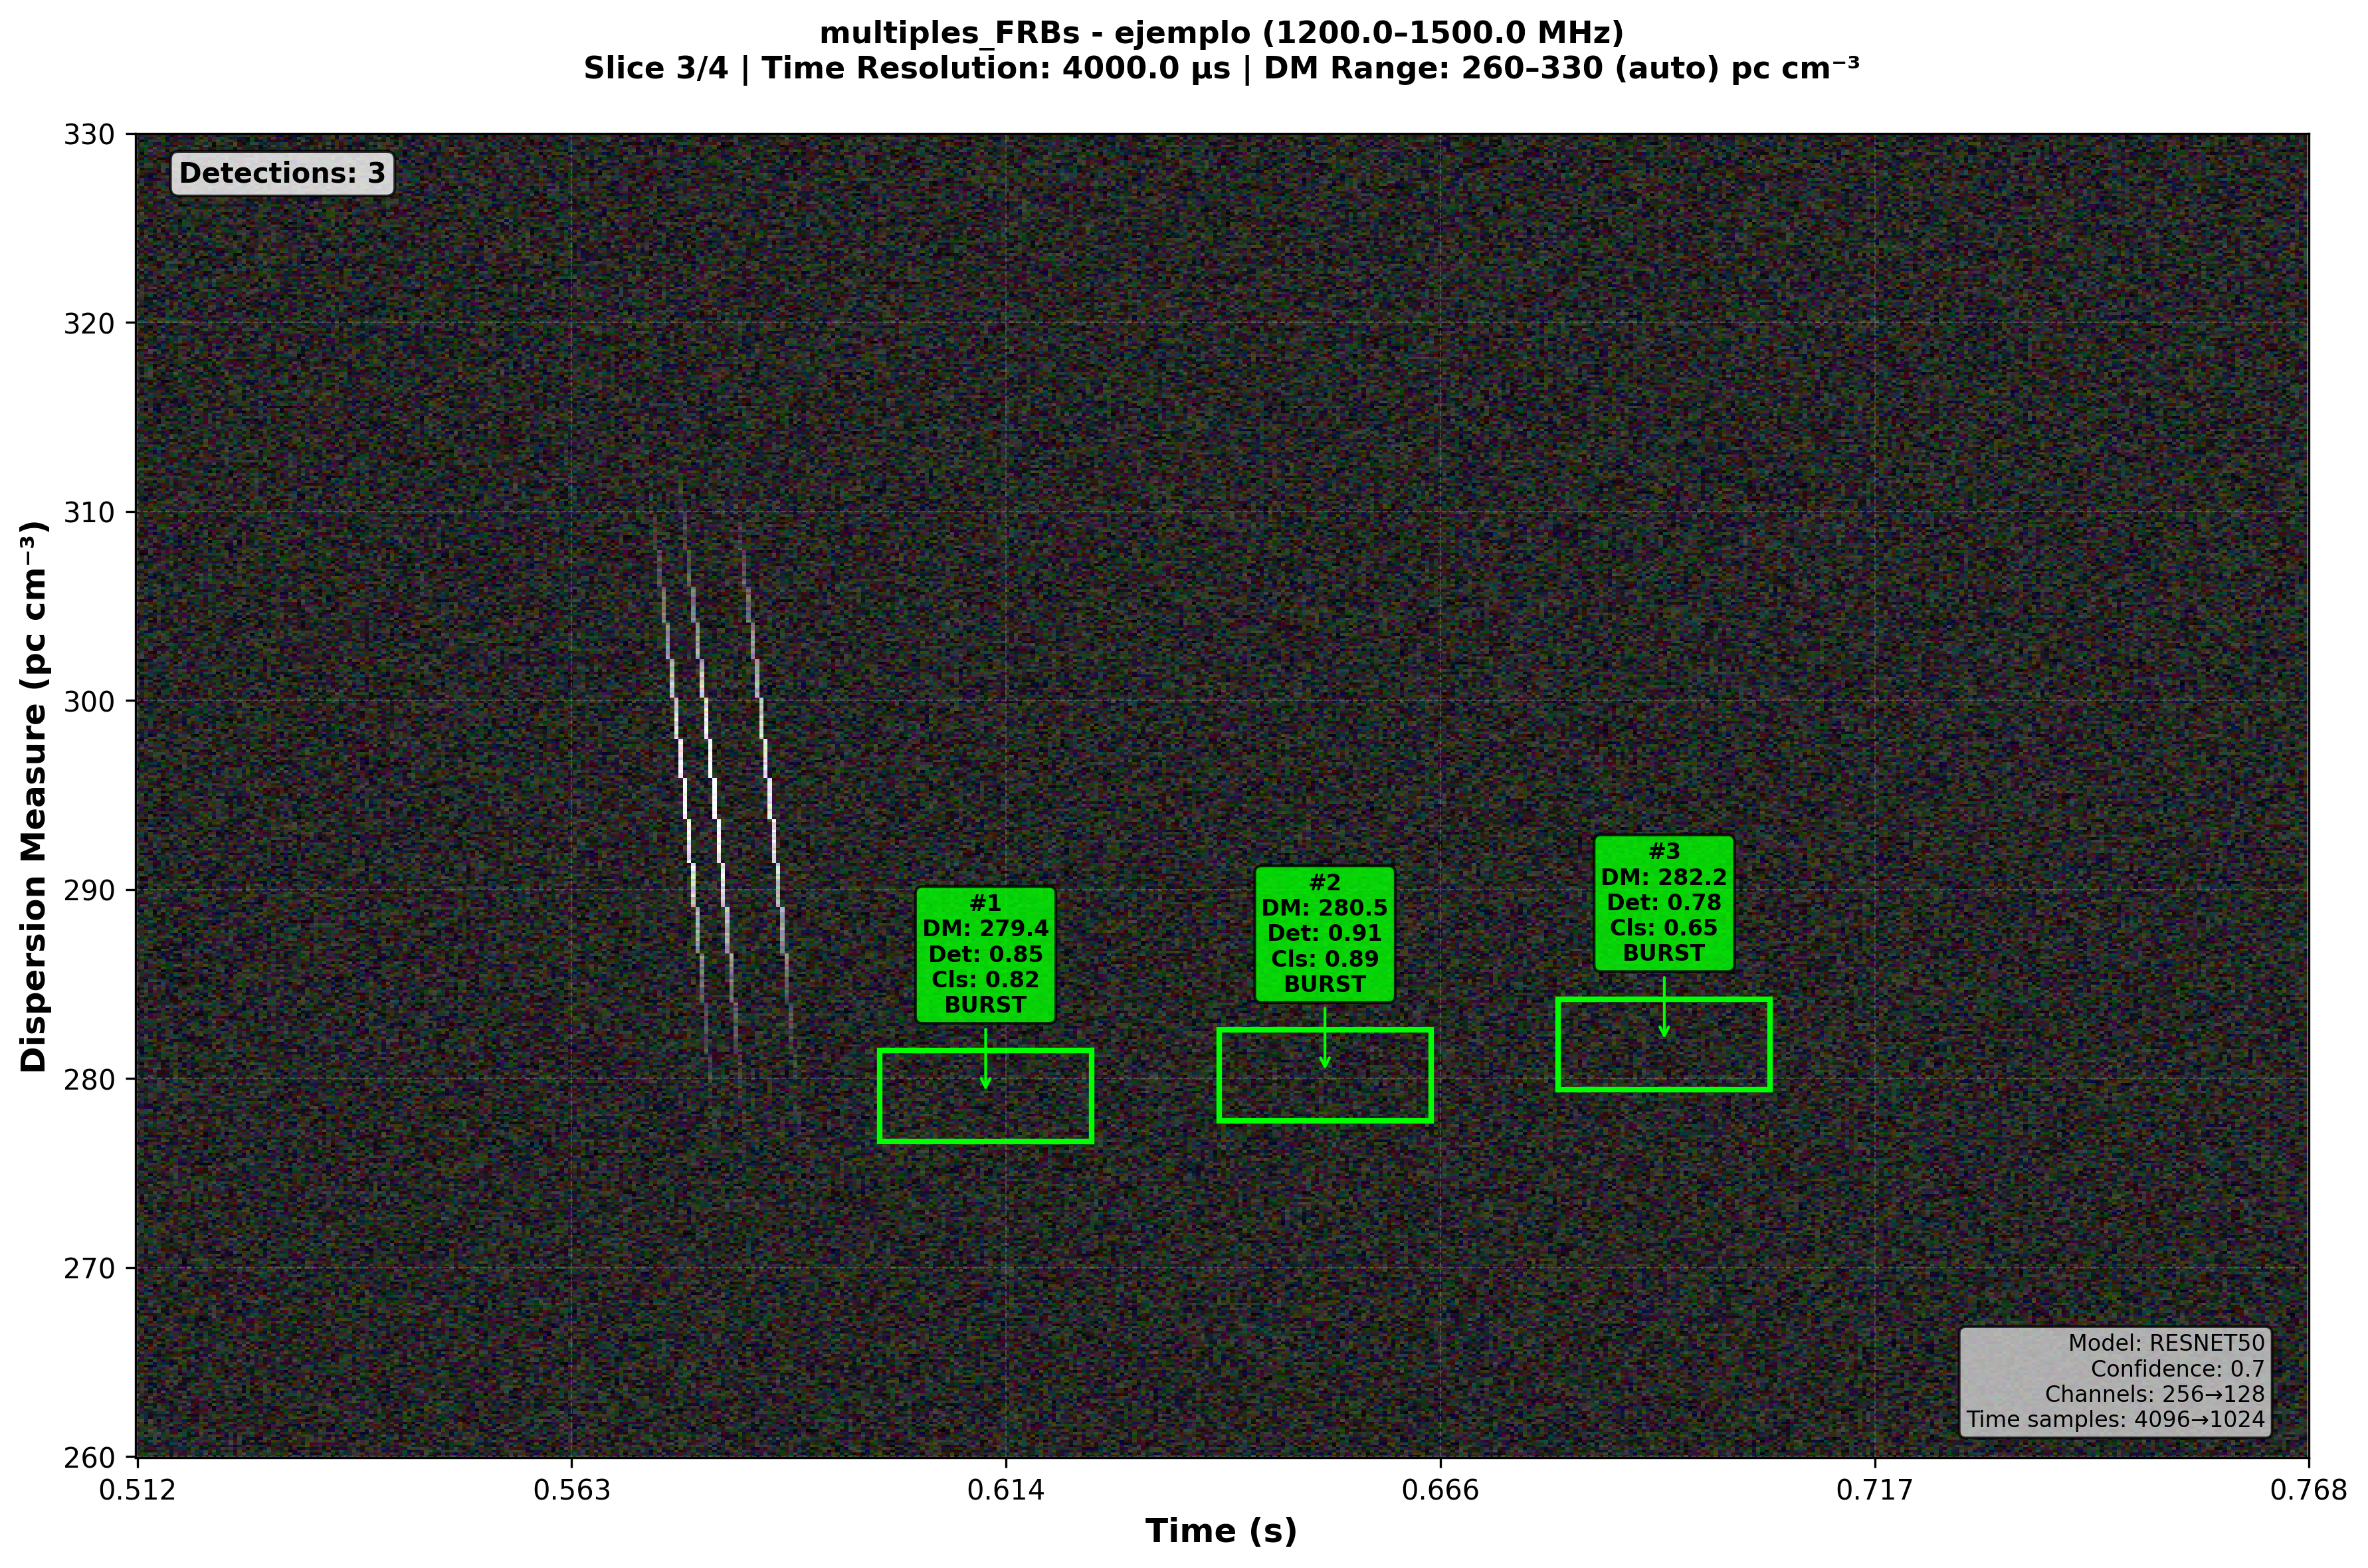 multiples_FRBs - ejemplo (1200.0–1500.0 MHz)
Slice 3/4 | Time Resolution: 4000.0 μs | DM Range: 260–330 (auto) pc cm⁻³
Detections: 3
Dispersion Measure (pc cm⁻³)
330
320
310
300
290
280
270
260
#1
DM: 279.4
Det: 0.85
Cls: 0.82
BURST
#2
DM: 280.5
Det: 0.91
Cls: 0.89
BURST
#3
DM: 282.2
Det: 0.78
Cls: 0.65
BURST
Model: RESNET50
Confidence: 0.7
Channels: 256→128
Time samples: 4096→1024
0.512 0.563 0.614 0.666 0.717 0.768
Time (s)